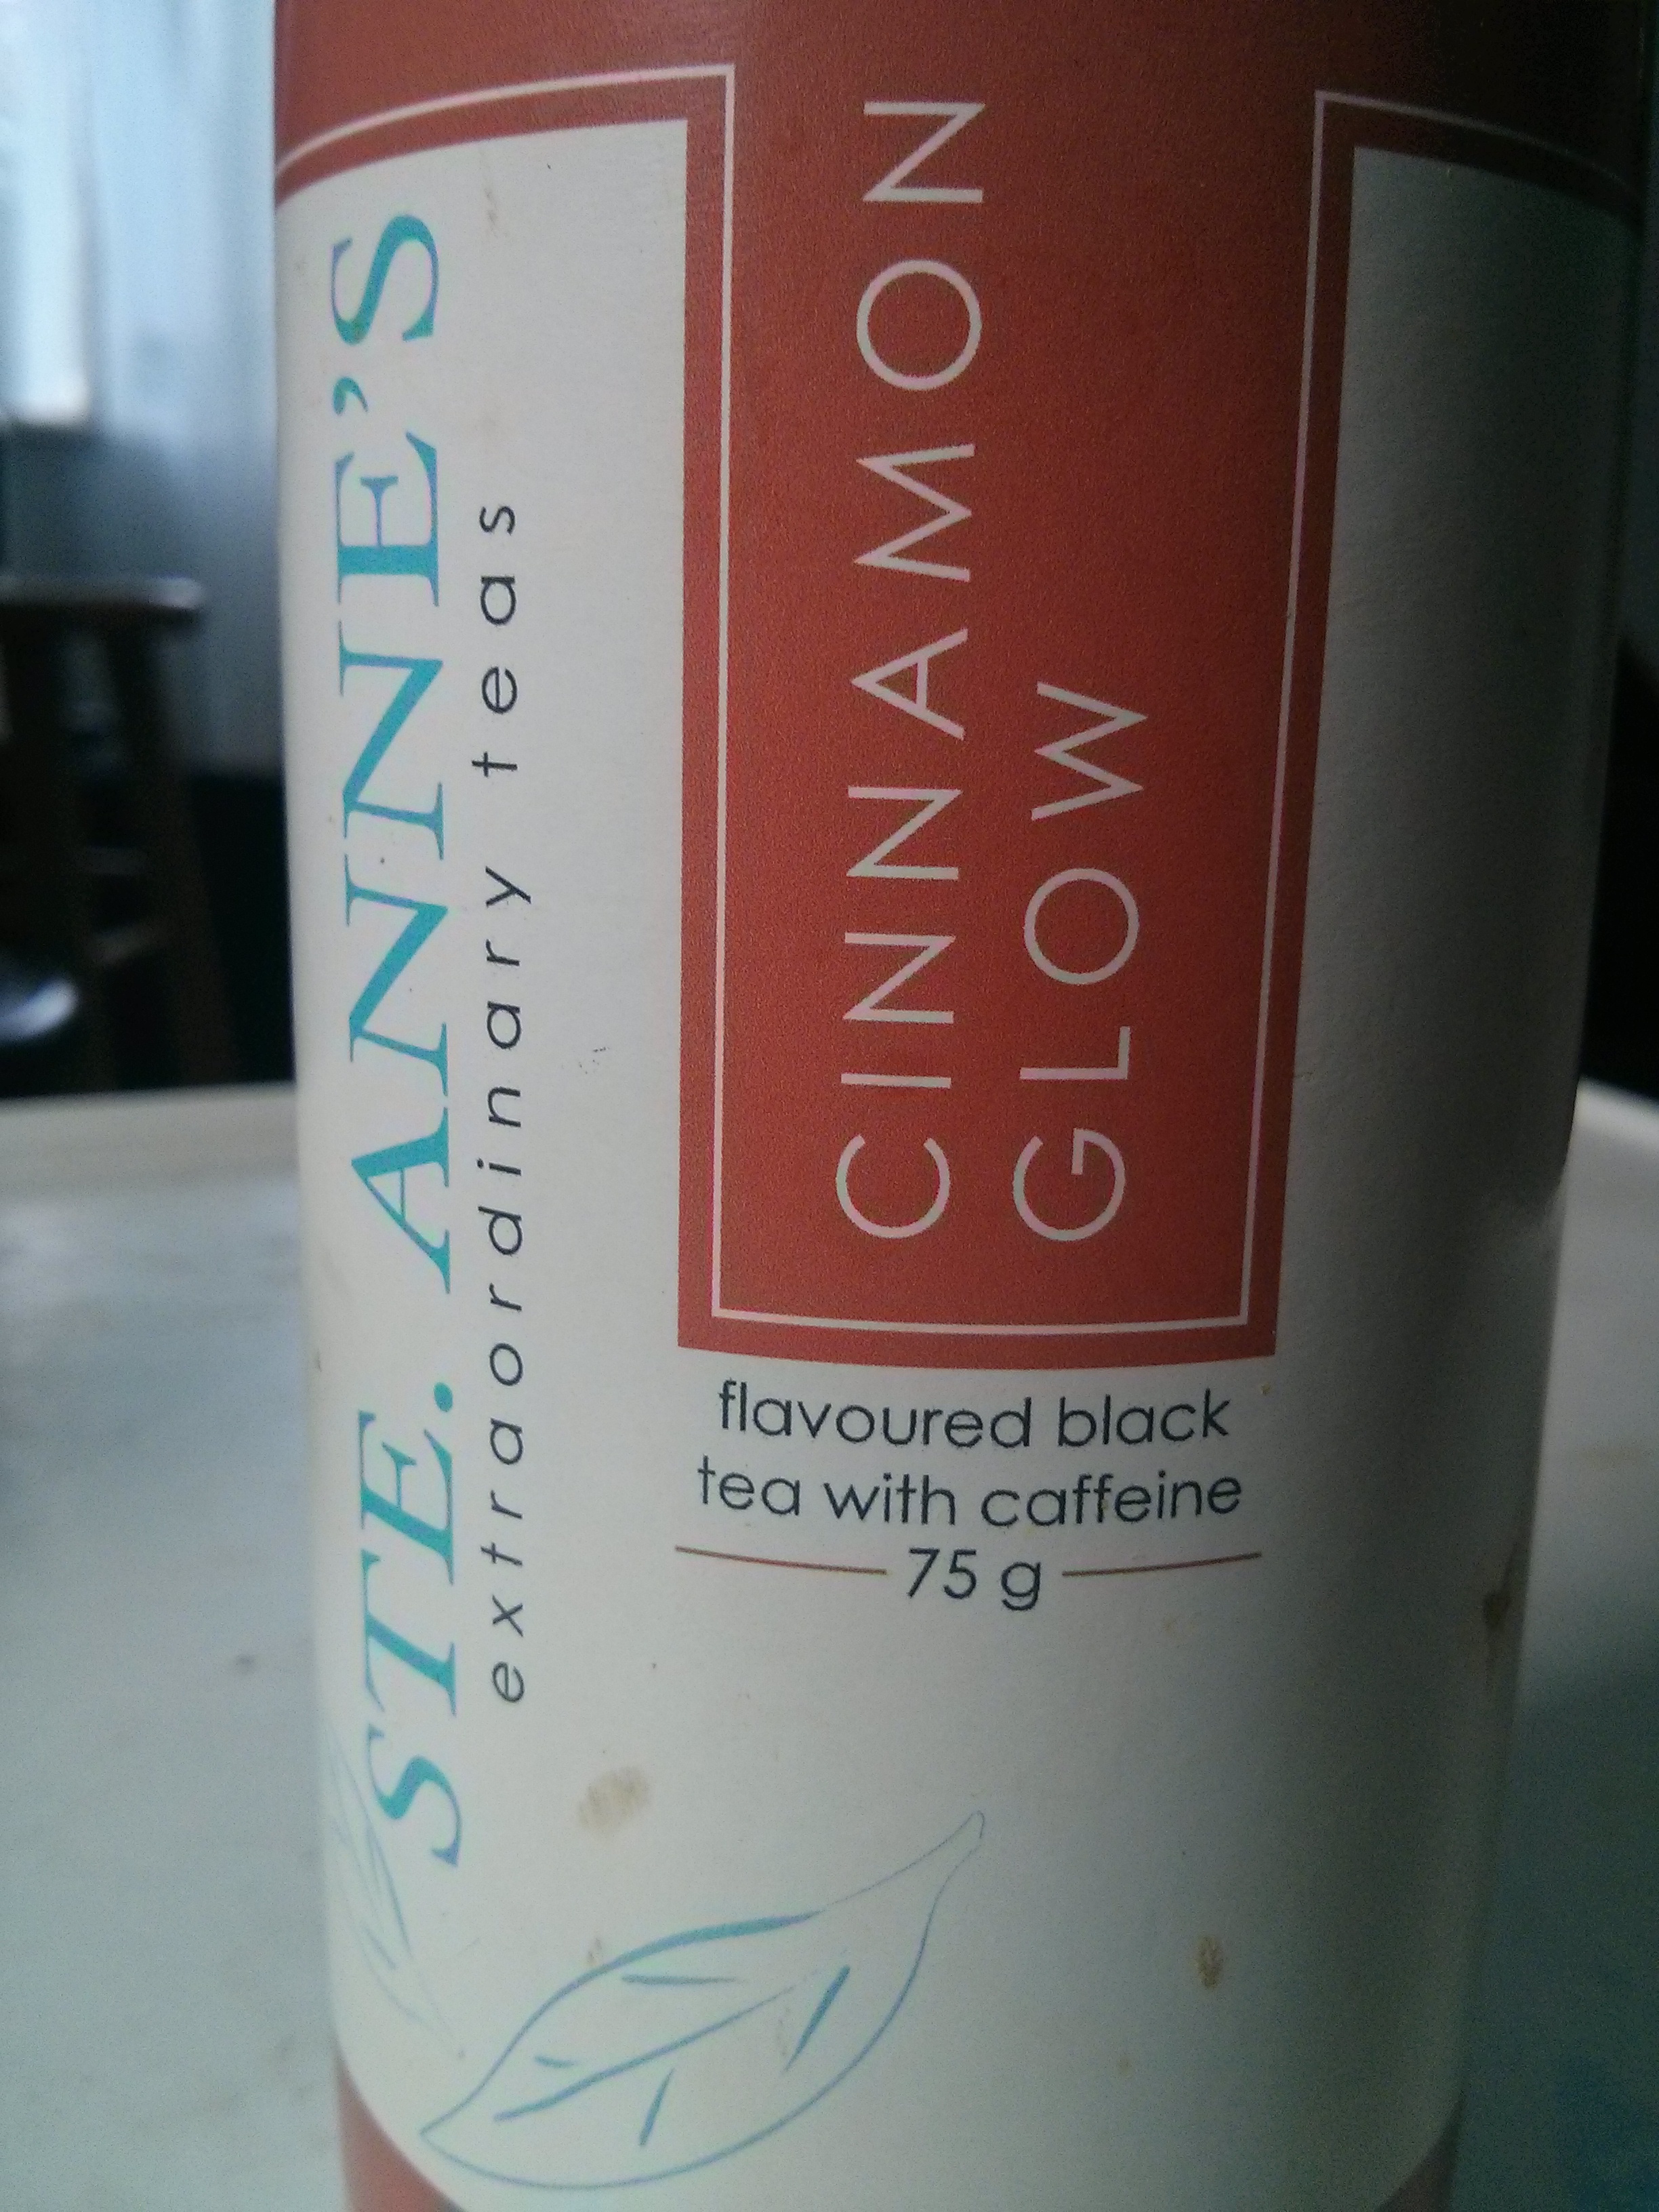 STE. ANNE'S
extraordinary teas
CINNAMON
GLOW
flavoured black
tea with caffeine
75 g